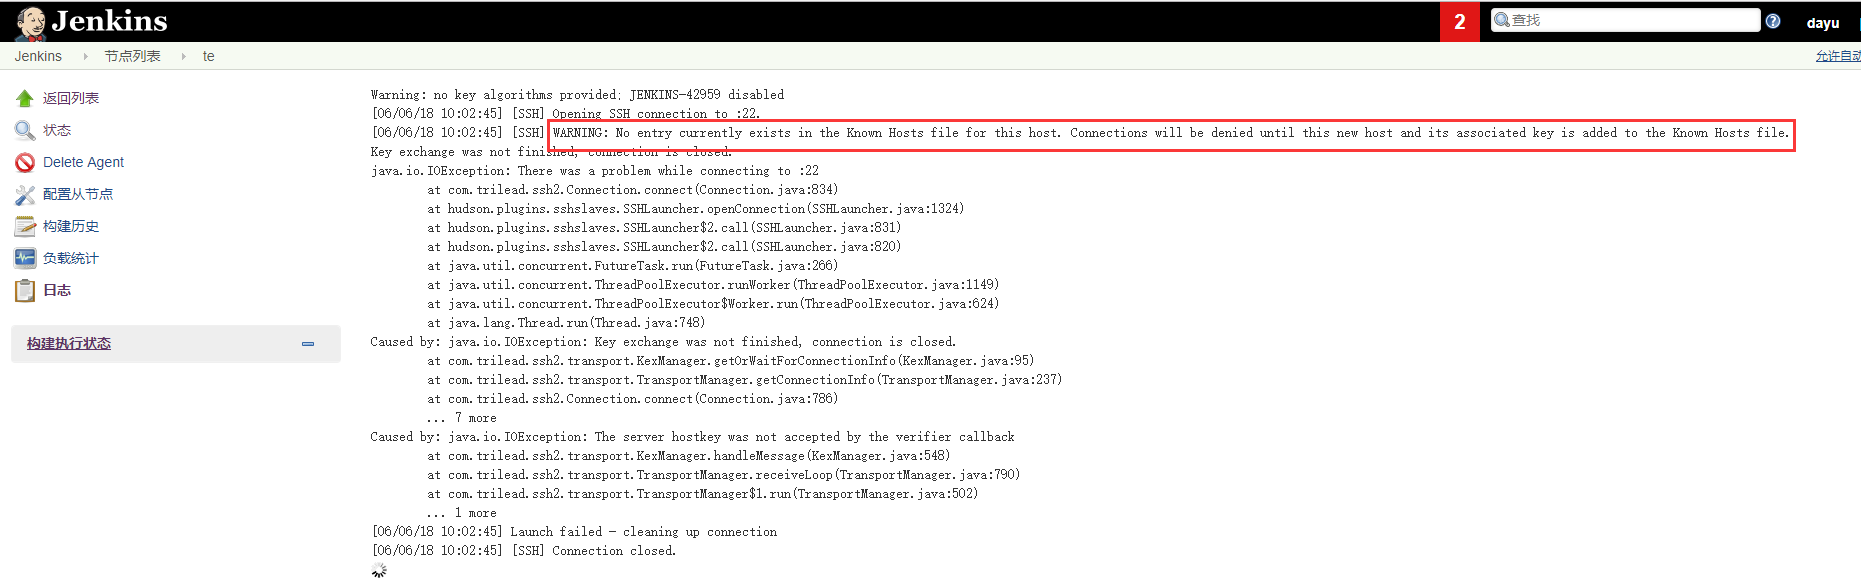 Jenkins
2
查找
dayu
Jenkins
节点列表
te
允许自动
返回列表
状态
Delete Agent
配置从节点
构建历史
负载统计
日志
构建执行状态
Warning: no key algorithms provided; JENKINS-42959 disabled
[06/06/18 10:02:45] [SSH] Opening SSH connection to :22.
[06/06/18 10:02:45] [SSH] WARNING: No entry currently exists in the Known Hosts file for this host. Connections will be denied until this new host and its associated key is added to the Known Hosts file.
Key exchange was not finished, connection is closed.
java.io.IOException: There was a problem while connecting to :22
at com.trilead.ssh2.Connection.connect(Connection.java:834)
at hudson.plugins.sshslaves.SSHLauncher.openConnection(SSHLauncher.java:1324)
at hudson.plugins.sshslaves.SSHLauncher$2.call(SSHLauncher.java:831)
at hudson.plugins.sshslaves.SSHLauncher$2.call(SSHLauncher.java:820)
at java.util.concurrent.FutureTask.run(FutureTask.java:266)
at java.util.concurrent.ThreadPoolExecutor.runWorker(ThreadPoolExecutor.java:1149)
at java.util.concurrent.ThreadPoolExecutor$Worker.run(ThreadPoolExecutor.java:624)
at java.lang.Thread.run(Thread.java:748)
Caused by: java.io.IOException: Key exchange was not finished, connection is closed.
at com.trilead.ssh2.transport.KexManager.getOrWaitForConnectionInfo(KexManager.java:95)
at com.trilead.ssh2.transport.TransportManager.getConnectionInfo(TransportManager.java:237)
at com.trilead.ssh2.Connection.connect(Connection.java:786)
... 7 more
Caused by: java.io.IOException: The server hostkey was not accepted by the verifier callback
at com.trilead.ssh2.transport.KexManager.handleMessage(KexManager.java:548)
at com.trilead.ssh2.transport.TransportManager.receiveLoop(TransportManager.java:790)
at com.trilead.ssh2.transport.TransportManager$1.run(TransportManager.java:502)
... 1 more
[06/06/18 10:02:45] Launch failed - cleaning up connection
[06/06/18 10:02:45] [SSH] Connection closed.